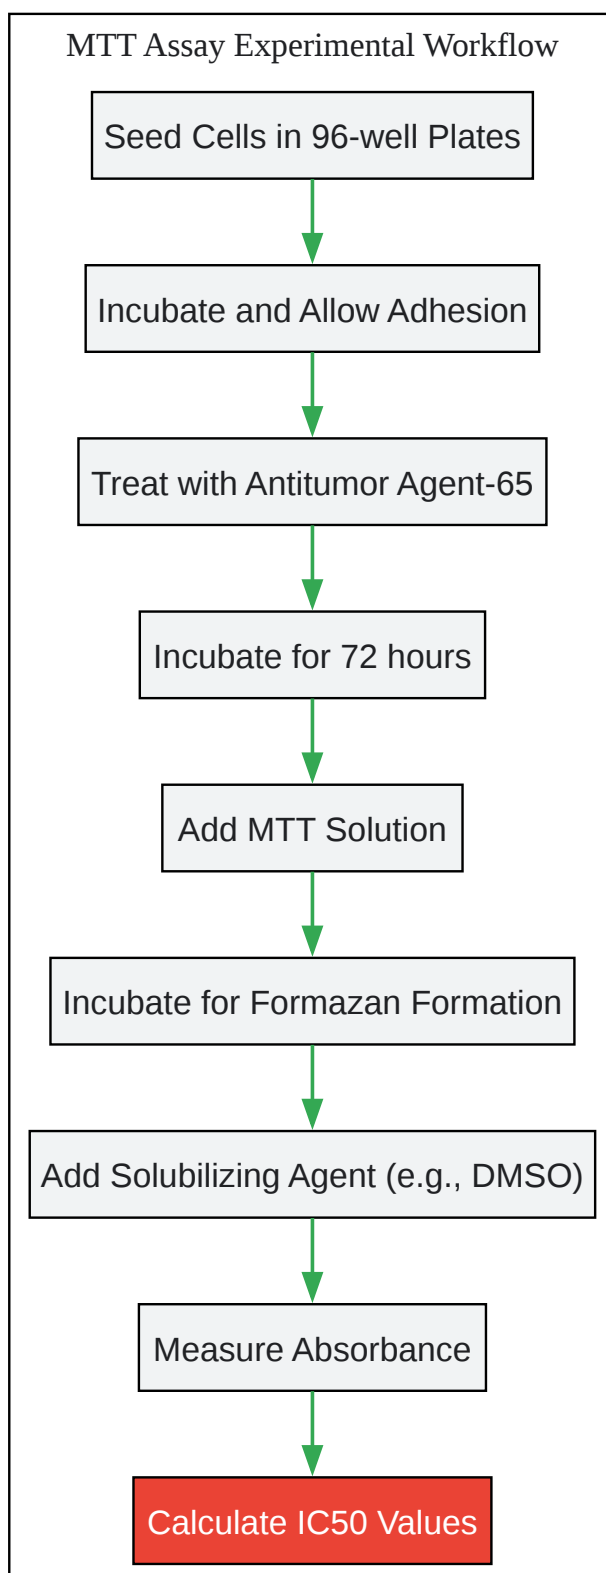 MTT Assay Experimental Workflow
Seed Cells in 96-well Plates
Incubate and Allow Adhesion
Treat with Antitumor Agent-65
Incubate for 72 hours
Add MTT Solution
Incubate for Formazan Formation
Add Solubilizing Agent (e.g., DMSO)
Measure Absorbance
Calculate IC50 Values